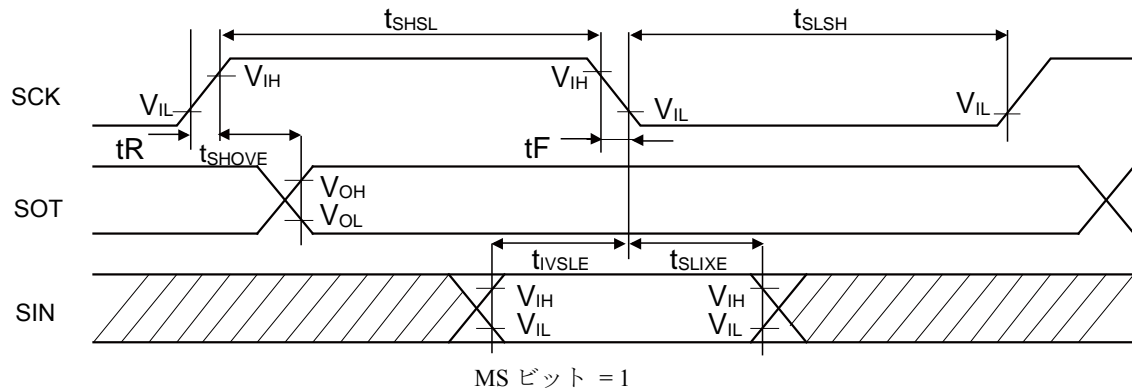 tSHSL tSLSH
SCK VIL VIH VIH VIL VIL
tR tSHOVE tF
SOT VOH
VOL
tIVSLE tSLIXE
SIN VIH VIH
VIL VIL
MS ビット = 1